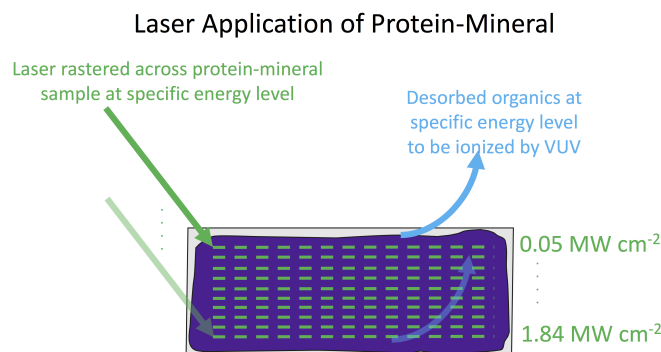 Laser Application of Protein-Mineral
Laser rastered across protein-mineral
sample at specific energy level
Desorbed organics at
specific energy level
to be ionized by VUV
0.05 MW cm⁻²
1.84 MW cm⁻²